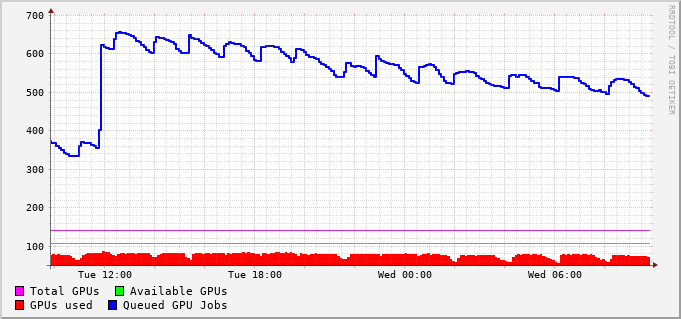 700
600
500
400
300
200
100
Tue 12:00 Tue 18:00 Wed 00:00 Wed 06:00
Total GPUs Available GPUs
GPUs used Queued GPU Jobs
RRDTOOL / TOBI OETIKER